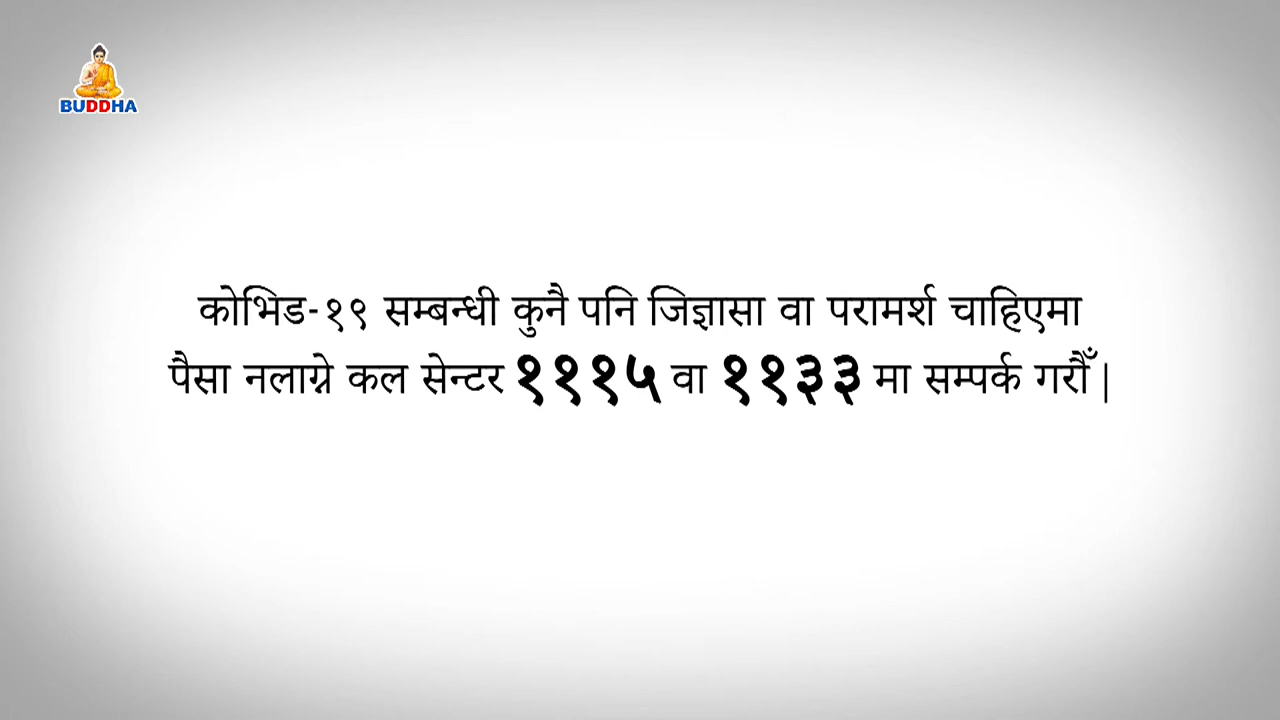 BUDDHA
कोभिड-१९ सम्बन्धी कुनै पनि जिज्ञासा वा परामर्श चाहिएमा
पैसा नलाग्ने कल सेन्टर १११५ वा ११३३ मा सम्पर्क गरौँ|